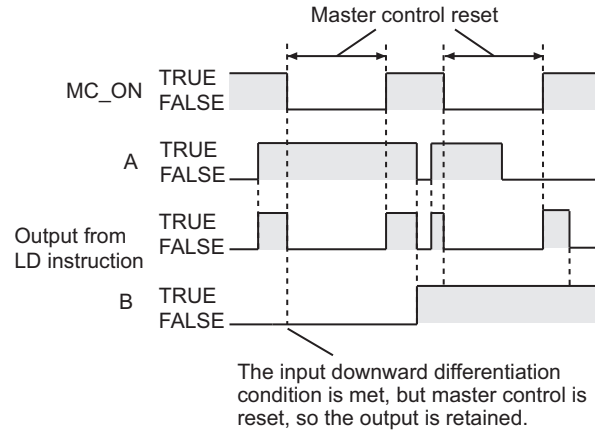 Master control reset
MC_ON
TRUE
FALSE
A
TRUE
FALSE
Output from
LD instruction
TRUE
FALSE
B
TRUE
FALSE
The input downward differentiation
condition is met, but master control is
reset, so the output is retained.